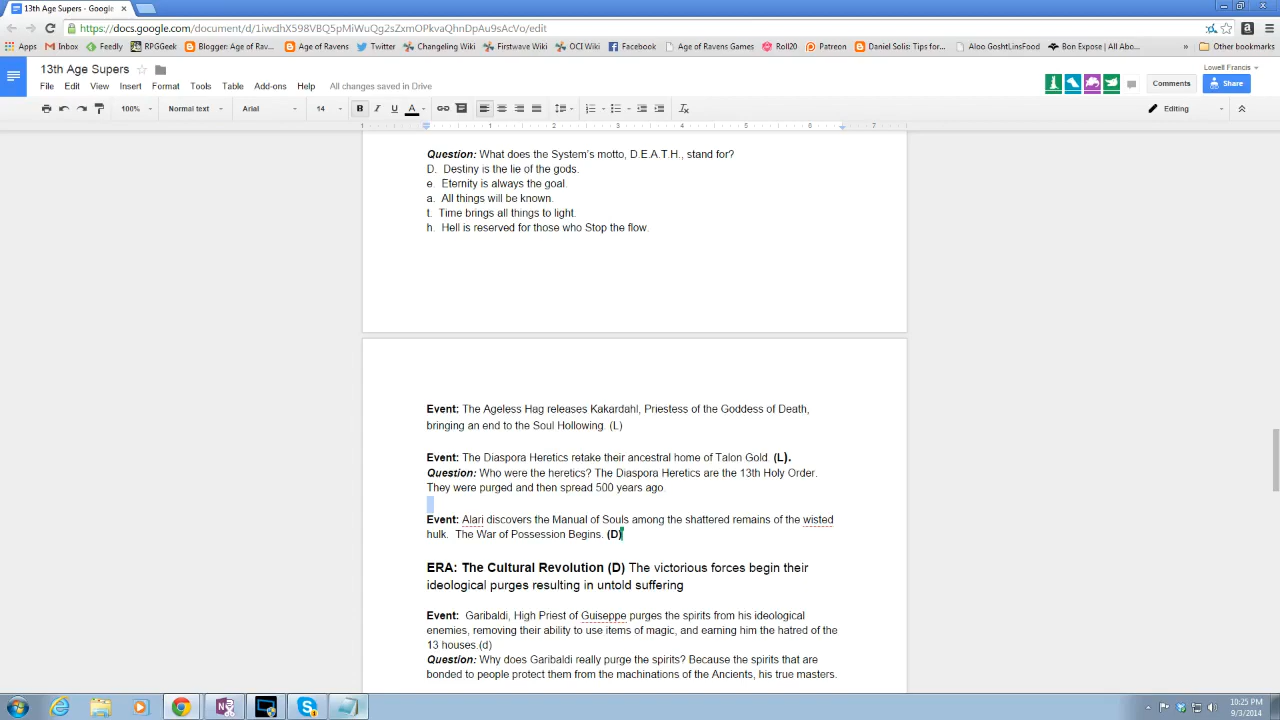 13th Age Supers - Google
https://docs.google.com/document/d/1iwcdhX598VBQ5pMiWuQg2sZxmOPkvaQhnDpAu9sAcVo/edit
Apps Inbox Feedly RPGGeek Blogger: Age of Rav... Age of Ravens Twitter Changeling Wiki Firstwave Wiki OCI Wiki Facebook Age of Ravens Games Roll20 Patreon Daniel Solis: Tips for... Aloo GoshtLinsFood Bon Expose | All Abo... » Other bookmarks
Lowell Francis
13th Age Supers
File Edit View Insert Format Tools Table Add-ons Help All changes saved in Drive
Comments Share
100% Normal text Arial 14 B I U A Editing
1 1 2 3 4 5 6 7
Question: What does the System's motto, D.E.A.T.H., stand for?
D. Destiny is the lie of the gods.
e. Eternity is always the goal.
a. All things will be known.
t. Time brings all things to light.
h. Hell is reserved for those who Stop the flow.
Event: The Ageless Hag releases Kakardahl, Priestess of the Goddess of Death,
bringing an end to the Soul Hollowing. (L)
Event: The Diaspora Heretics retake their ancestral home of Talon Gold. (L).
Question: Who were the heretics? The Diaspora Heretics are the 13th Holy Order.
They were purged and then spread 500 years ago.
Event: Alari discovers the Manual of Souls among the shattered remains of the wisted
hulk. The War of Possession Begins. (D)
ERA: The Cultural Revolution (D) The victorious forces begin their
ideological purges resulting in untold suffering
Event: Garibaldi, High Priest of Guiseppe purges the spirits from his ideological
enemies, removing their ability to use items of magic, and earning him the hatred of the
13 houses.(d)
Question: Why does Garibaldi really purge the spirits? Because the spirits that are
bonded to people protect them from the machinations of the Ancients, his true masters.
10:25 PM
9/3/2014